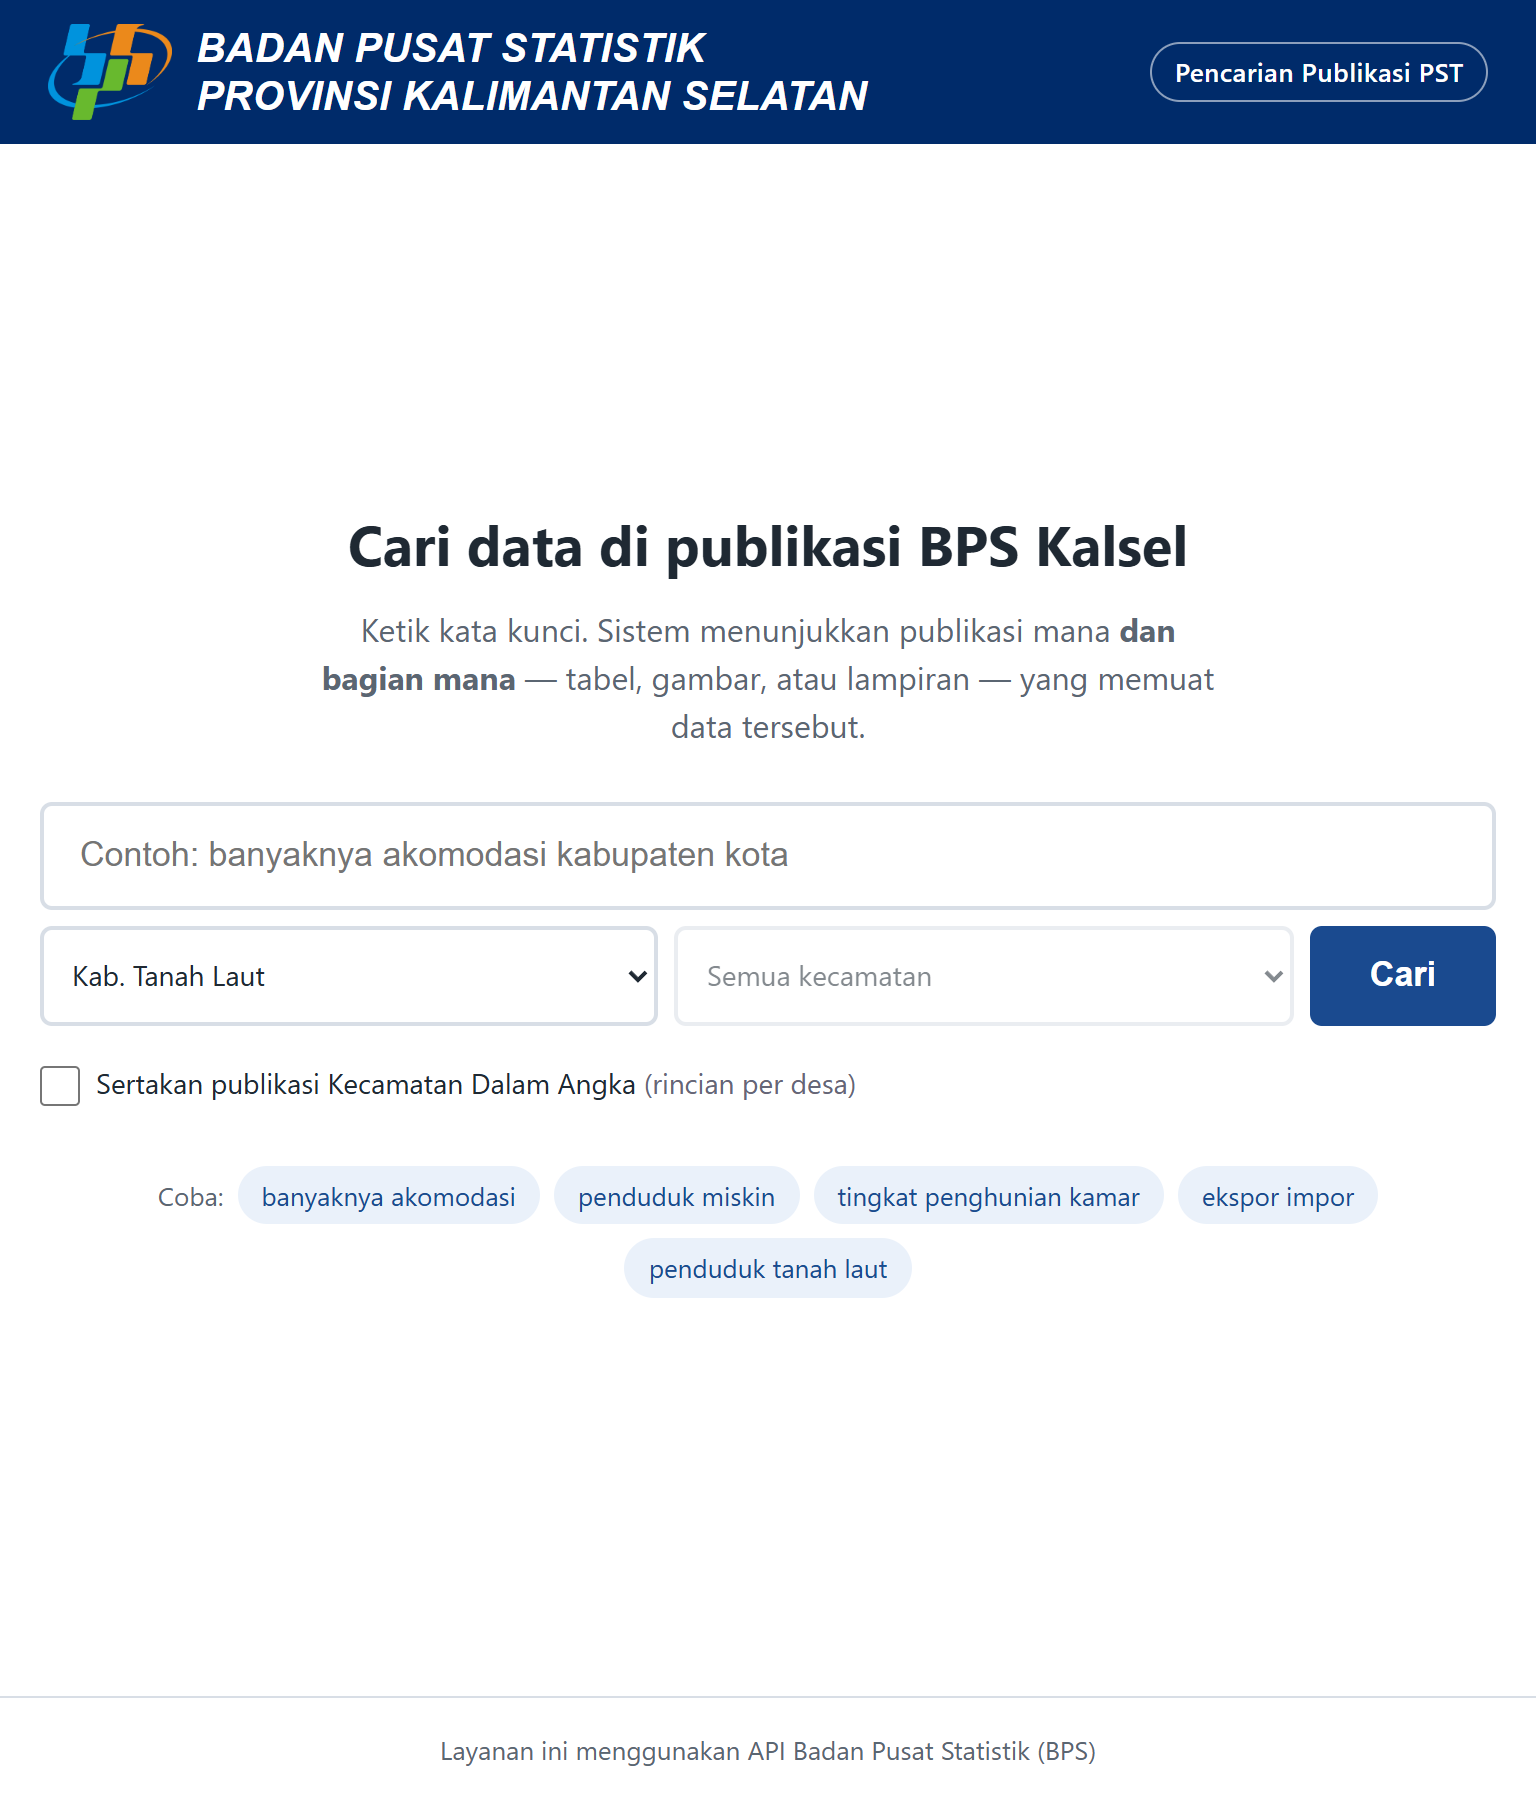 BADAN PUSAT STATISTIK
PROVINSI KALIMANTAN SELATAN
Pencarian Publikasi PST
Cari data di publikasi BPS Kalsel
Ketik kata kunci. Sistem menunjukkan publikasi mana dan
bagian mana — tabel, gambar, atau lampiran — yang memuat
data tersebut.
Contoh: banyaknya akomodasi kabupaten kota
Kab. Tanah Laut
Semua kecamatan
Cari
Sertakan publikasi Kecamatan Dalam Angka (rincian per desa)
Coba: banyaknya akomodasi penduduk miskin tingkat penghunian kamar ekspor impor
penduduk tanah laut
Layanan ini menggunakan API Badan Pusat Statistik (BPS)